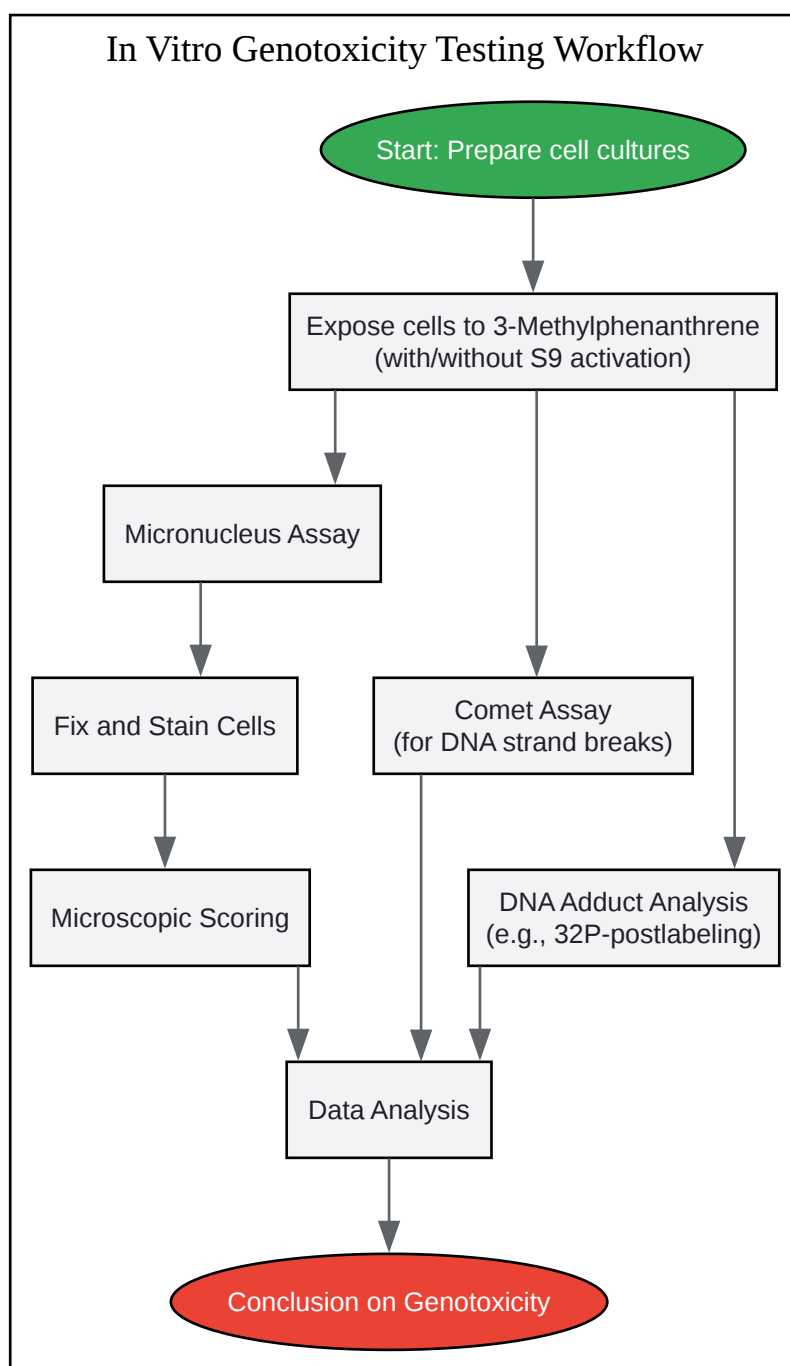 In Vitro Genotoxicity Testing Workflow
Start: Prepare cell cultures
Expose cells to 3-Methylphenanthrene
(with/without S9 activation)
Micronucleus Assay
Fix and Stain Cells
Comet Assay
(for DNA strand breaks)
Microscopic Scoring
DNA Adduct Analysis
(e.g., 32P-postlabeling)
Data Analysis
Conclusion on Genotoxicity